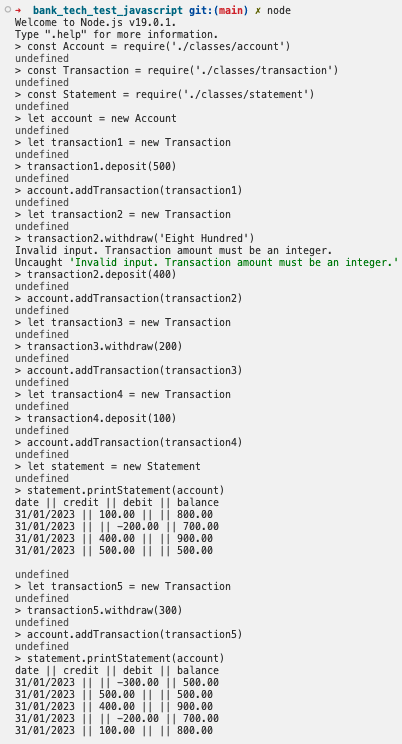 → bank_tech_test_javascript git:(main) ✗ node
Welcome to Node.js v19.0.1.
Type ".help" for more information.
> const Account = require('./classes/account')
undefined
> const Transaction = require('./classes/transaction')
undefined
> const Statement = require('./classes/statement')
undefined
> let account = new Account
undefined
> let transaction1 = new Transaction
undefined
> transaction1.deposit(500)
undefined
> account.addTransaction(transaction1)
undefined
> let transaction2 = new Transaction
undefined
> transaction2.withdraw('Eight Hundred')
Invalid input. Transaction amount must be an integer.
Uncaught 'Invalid input. Transaction amount must be an integer.'
> transaction2.deposit(400)
undefined
> account.addTransaction(transaction2)
undefined
> let transaction3 = new Transaction
undefined
> transaction3.withdraw(200)
undefined
> account.addTransaction(transaction3)
undefined
> let transaction4 = new Transaction
undefined
> transaction4.deposit(100)
undefined
> account.addTransaction(transaction4)
undefined
> let statement = new Statement
undefined
> statement.printStatement(account)
date || credit || debit || balance
31/01/2023 || 100.00 || || 800.00
31/01/2023 || || -200.00 || 700.00
31/01/2023 || 400.00 || || 900.00
31/01/2023 || 500.00 || || 500.00
undefined
> let transaction5 = new Transaction
undefined
> transaction5.withdraw(300)
undefined
> account.addTransaction(transaction5)
undefined
> statement.printStatement(account)
date || credit || debit || balance
31/01/2023 || || -300.00 || 500.00
31/01/2023 || 500.00 || || 500.00
31/01/2023 || 400.00 || || 900.00
31/01/2023 || || -200.00 || 700.00
31/01/2023 || 100.00 || || 800.00